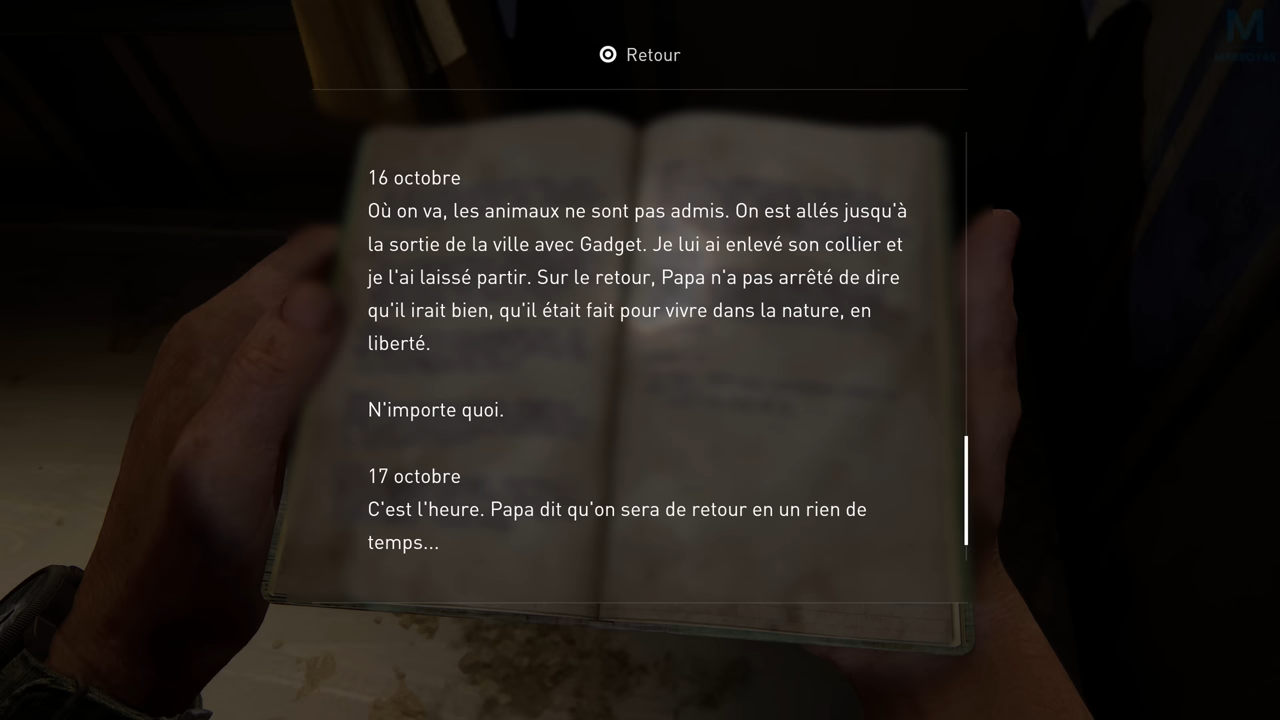 Retour
16 octobre
Où on va, les animaux ne sont pas admis. On est allés jusqu'à
la sortie de la ville avec Gadget. Je lui ai enlevé son collier et
je l'ai laissé partir. Sur le retour, Papa n'a pas arrêté de dire
qu'il irait bien, qu'il était fait pour vivre dans la nature, en
liberté.
N'importe quoi.
17 octobre
C'est l'heure. Papa dit qu'on sera de retour en un rien de
temps...